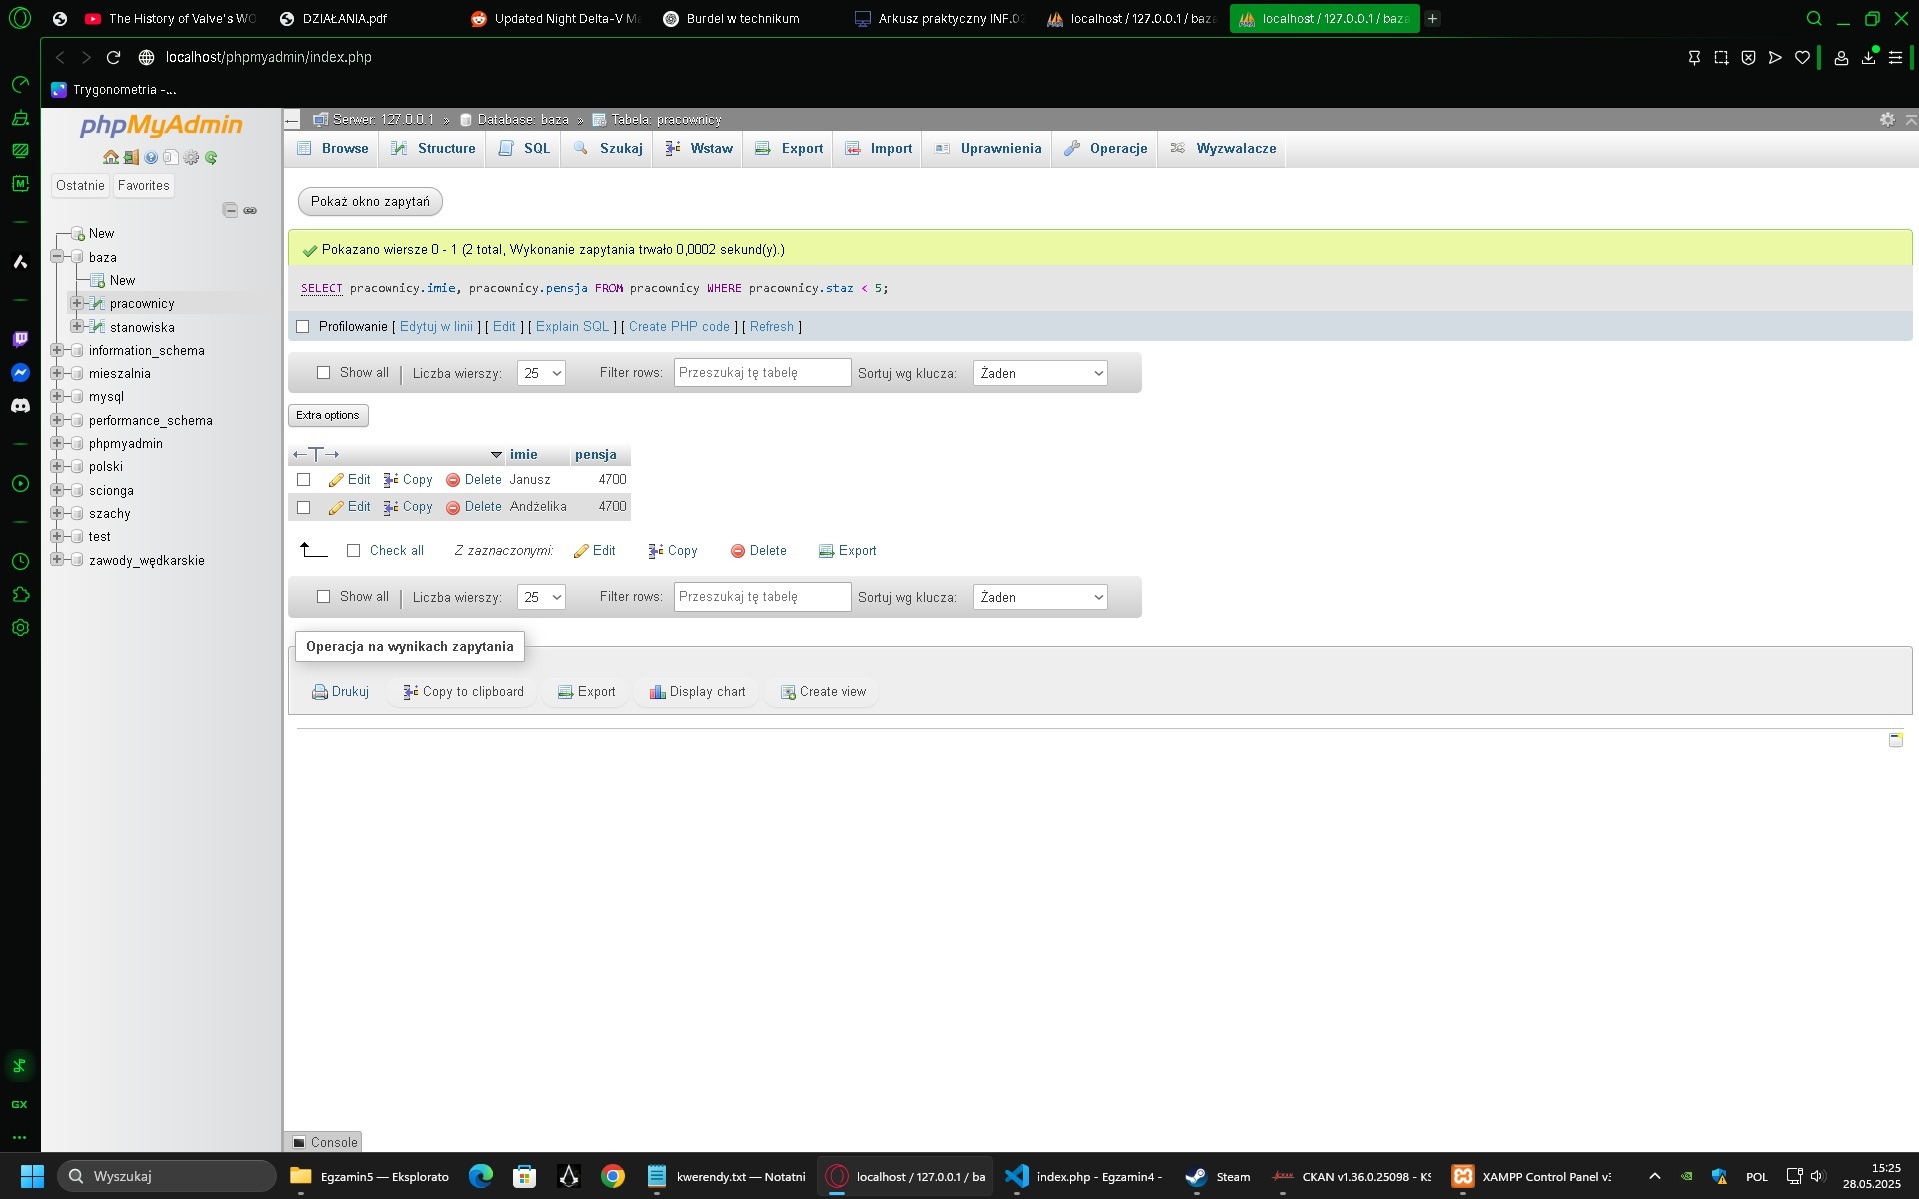 The History of Valve's WO
DZIAŁANIA.pdf
Updated Night Delta-V Ma
Burdel w technikum
Arkusz praktyczny INF.03
localhost / 127.0.0.1 / baza
localhost / 127.0.0.1 / baza
localhost/phpmyadmin/index.php
Trygonometria -...
phpMyAdmin
Ostatnie
Favorites
New
baza
New
pracownicy
stanowiska
information_schema
mieszalnia
mysql
performance_schema
phpmyadmin
polski
scionga
szachy
test
zawody_wędkarskie
Serwer: 127.0.0.1 » Database: baza » Tabela: pracownicy
Browse
Structure
SQL
Szukaj
Wstaw
Export
Import
Uprawnienia
Operacje
Wyzwalacze
Pokaż okno zapytań
Pokazano wiersze 0 - 1 (2 total, Wykonanie zapytania trwało 0,0002 sekund(y).)
SELECT pracownicy.imie, pracownicy.pensja FROM pracownicy WHERE pracownicy.staz < 5;
Profilowanie [ Edytuj w linii ] [ Edit ] [ Explain SQL ] [ Create PHP code ] [ Refresh ]
Show all | Liczba wierszy: 25 Filter rows: Przeszukaj tę tabelę Sortuj wg klucza: Żaden
Extra options
imie pensja
Edit Copy Delete Janusz 4700
Edit Copy Delete Andżelika 4700
Check all Z zaznaczonymi: Edit Copy Delete Export
Show all | Liczba wierszy: 25 Filter rows: Przeszukaj tę tabelę Sortuj wg klucza: Żaden
Operacja na wynikach zapytania
Drukuj Copy to clipboard Export Display chart Create view
Console
GX
Wyszukaj
Egzamin5 — Eksplorato
kwerendy.txt — Notatni
localhost / 127.0.0.1 / ba
index.php - Egzamin4 -
Steam
CKAN v1.36.0.25098 - KS
XAMPP Control Panel v3
POL
15:25
28.05.2025